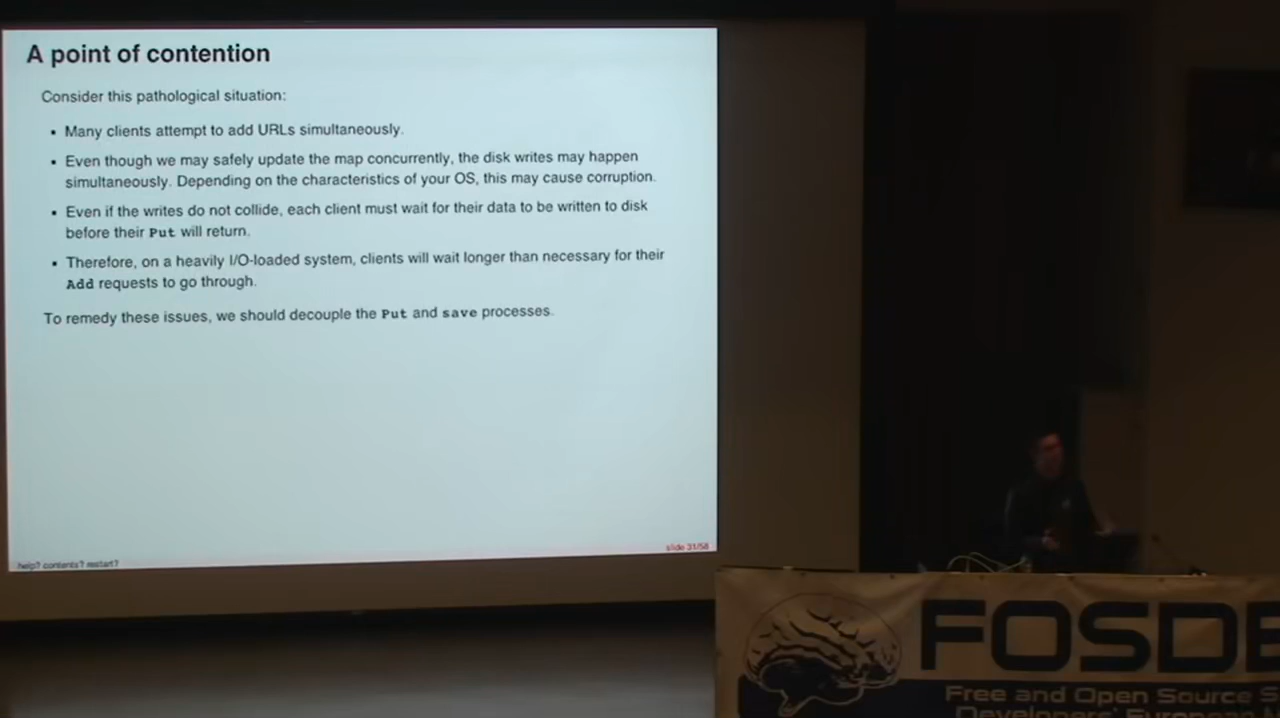 A point of contention
Consider this pathological situation:
▪ Many clients attempt to add URLs simultaneously.
▪ Even though we may safely update the map concurrently, the disk writes may happen
simultaneously. Depending on the characteristics of your OS, this may cause corruption.
▪ Even if the writes do not collide, each client must wait for their data to be written to disk
before their Put will return.
▪ Therefore, on a heavily I/O-loaded system, clients will wait longer than necessary for their
Add requests to go through.
To remedy these issues, we should decouple the Put and save processes.
slide 31/58
help? contents? restart?
FOSDE
Free and Open Source S
Developers' European